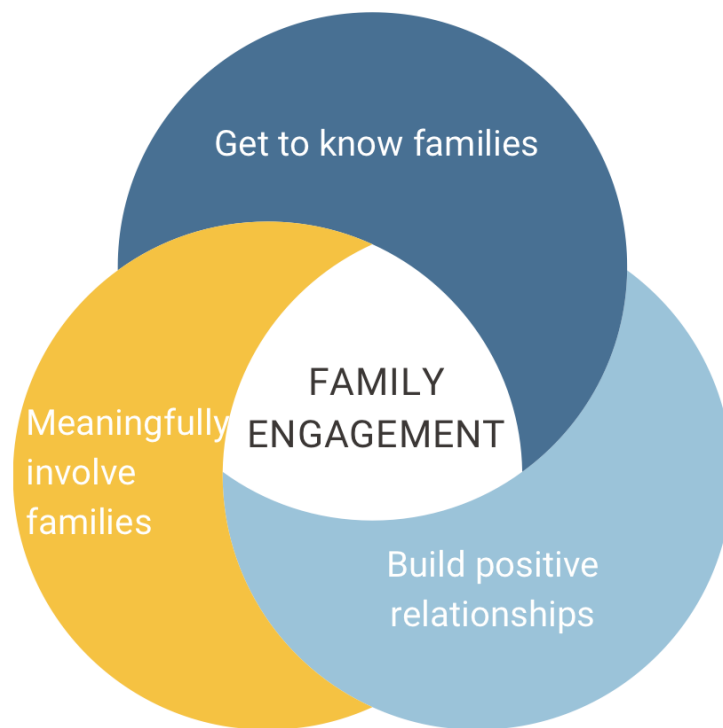 Get to know families
FAMILY
ENGAGEMENT
Meaningfully
involve
families
Build positive
relationships